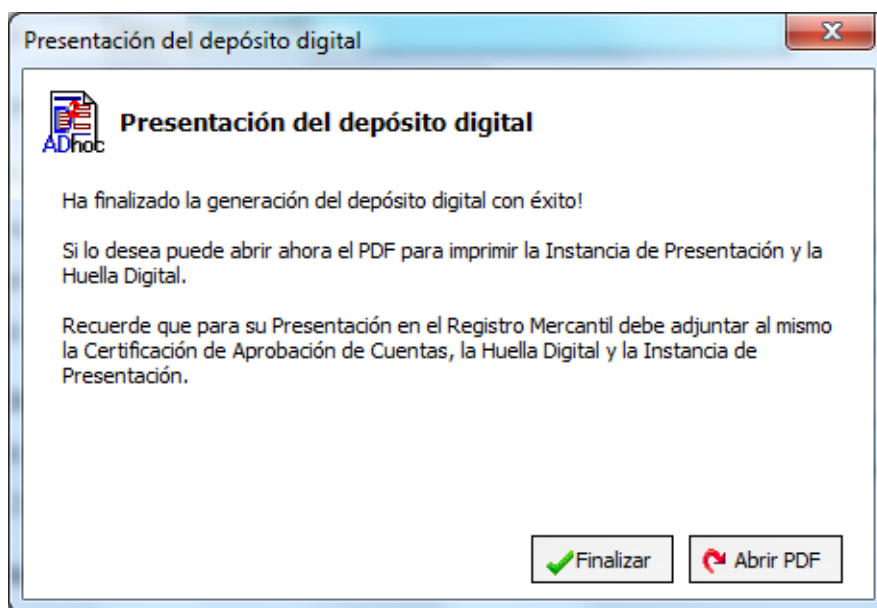 Presentación del depósito digital
X
ADhoc
Presentación del depósito digital
Ha finalizado la generación del depósito digital con éxito!
Si lo desea puede abrir ahora el PDF para imprimir la Instancia de Presentación y la
Huella Digital.
Recuerde que para su Presentación en el Registro Mercantil debe adjuntar al mismo
la Certificación de Aprobación de Cuentas, la Huella Digital y la Instancia de
Presentación.
Finalizar
Abrir PDF